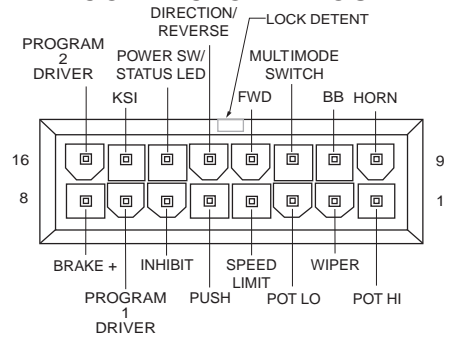 DIRECTION/
REVERSE
LOCK DETENT
PROGRAM
2
DRIVER
POWER SW/
STATUS LED
MULTIMODE
SWITCH
KSI
FWD
BB
HORN
16
9
8
1
BRAKE +
INHIBIT
SPEED
LIMIT
WIPER
PROGRAM
1
DRIVER
PUSH
POT LO
POT HI